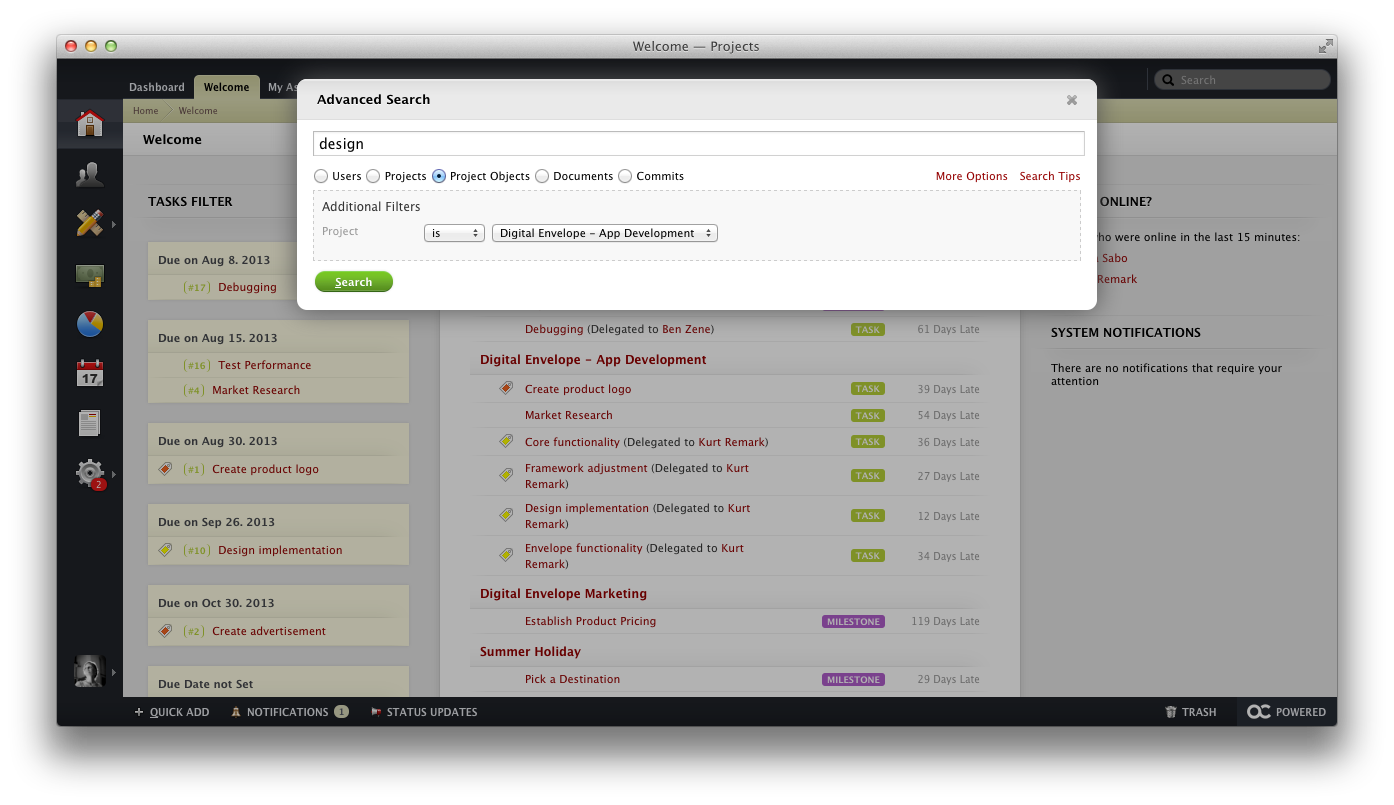 Welcome — Projects
Dashboard
Welcome
My As
Search
Home
Welcome
Welcome
Advanced Search
design
Users
Projects
Project Objects
Documents
Commits
More Options
Search Tips
Additional Filters
Project
is
Digital Envelope – App Development
Search
TASKS FILTER
Due on Aug 8. 2013
(#17) Debugging
Due on Aug 15. 2013
(#16) Test Performance
(#4) Market Research
Due on Aug 30. 2013
(#1) Create product logo
Due on Sep 26. 2013
(#10) Design implementation
Due on Oct 30. 2013
(#2) Create advertisement
Due Date not Set
17
2
Debugging (Delegated to Ben Zene) TASK 61 Days Late
Digital Envelope – App Development
Create product logo TASK 39 Days Late
Market Research TASK 54 Days Late
Core functionality (Delegated to Kurt Remark) TASK 36 Days Late
Framework adjustment (Delegated to Kurt
Remark) TASK 27 Days Late
Design implementation (Delegated to Kurt
Remark) TASK 12 Days Late
Envelope functionality (Delegated to Kurt
Remark) TASK 34 Days Late
Digital Envelope Marketing
Establish Product Pricing MILESTONE 119 Days Late
Summer Holiday
Pick a Destination MILESTONE 29 Days Late
ONLINE?
ho were online in the last 15 minutes:
Sabo
Remark
SYSTEM NOTIFICATIONS
There are no notifications that require your
attention
+ QUICK ADD
NOTIFICATIONS 1
STATUS UPDATES
TRASH
POWERED